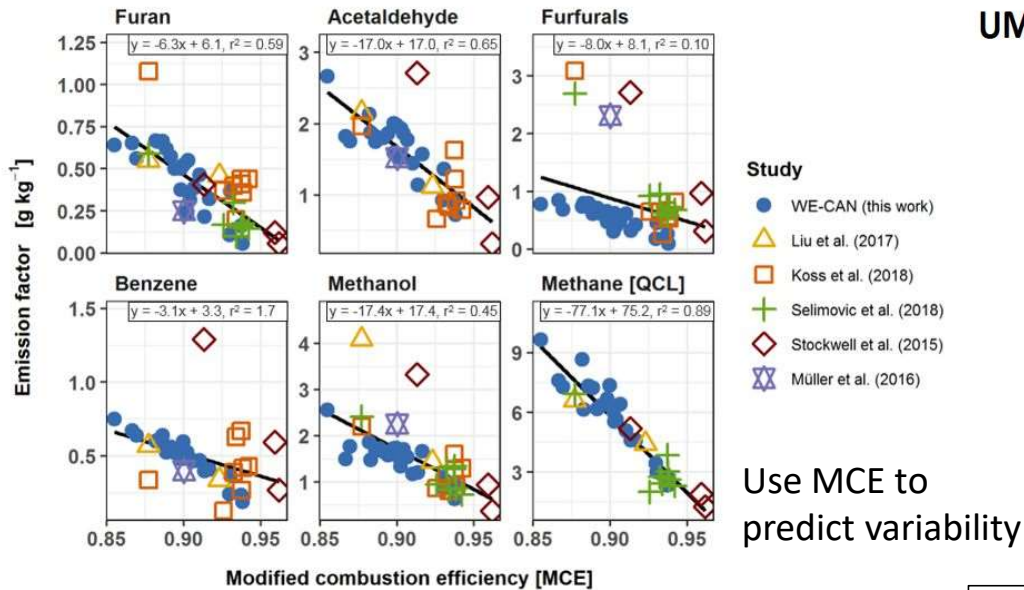 UM
Furan Acetaldehyde Furfurals
y = -6.3x + 6.1, r² = 0.59 y = -17.0x + 17.0, r² = 0.65 y = -8.0x + 8.1, r² = 0.10
1.25
1.00
0.75
0.50
0.25
0.00
3
2
1
3
2
1
0
Benzene Methanol Methane [QCL]
y = -3.1x + 3.3, r² = 1.7 y = -17.4x + 17.4, r² = 0.45 y = -77.1x + 75.2, r² = 0.89
1.5
1.0
0.5
4
3
2
1
9
6
3
0.85 0.90 0.95 0.85 0.90 0.95 0.85 0.90 0.95
Emission factor [g kg⁻¹]
Modified combustion efficiency [MCE]
Study
WE-CAN (this work)
Liu et al. (2017)
Koss et al. (2018)
Selimovic et al. (2018)
Stockwell et al. (2015)
Müller et al. (2016)
Use MCE to
predict variability